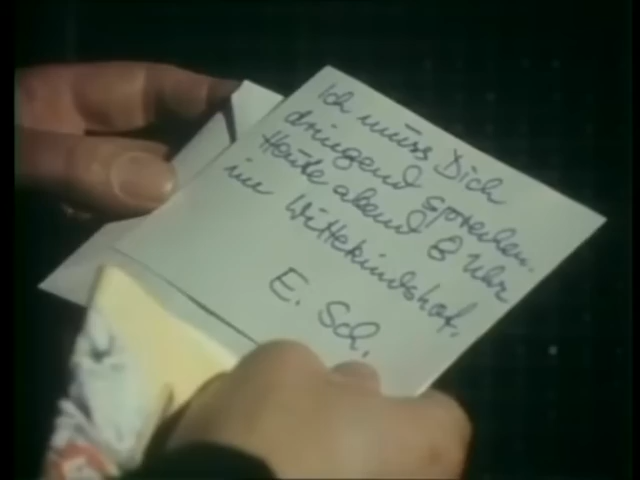 Ich muss Dich
dringend sprechen.
Heute abend 8 Uhr
im Wittekindshof.
E. Sch.